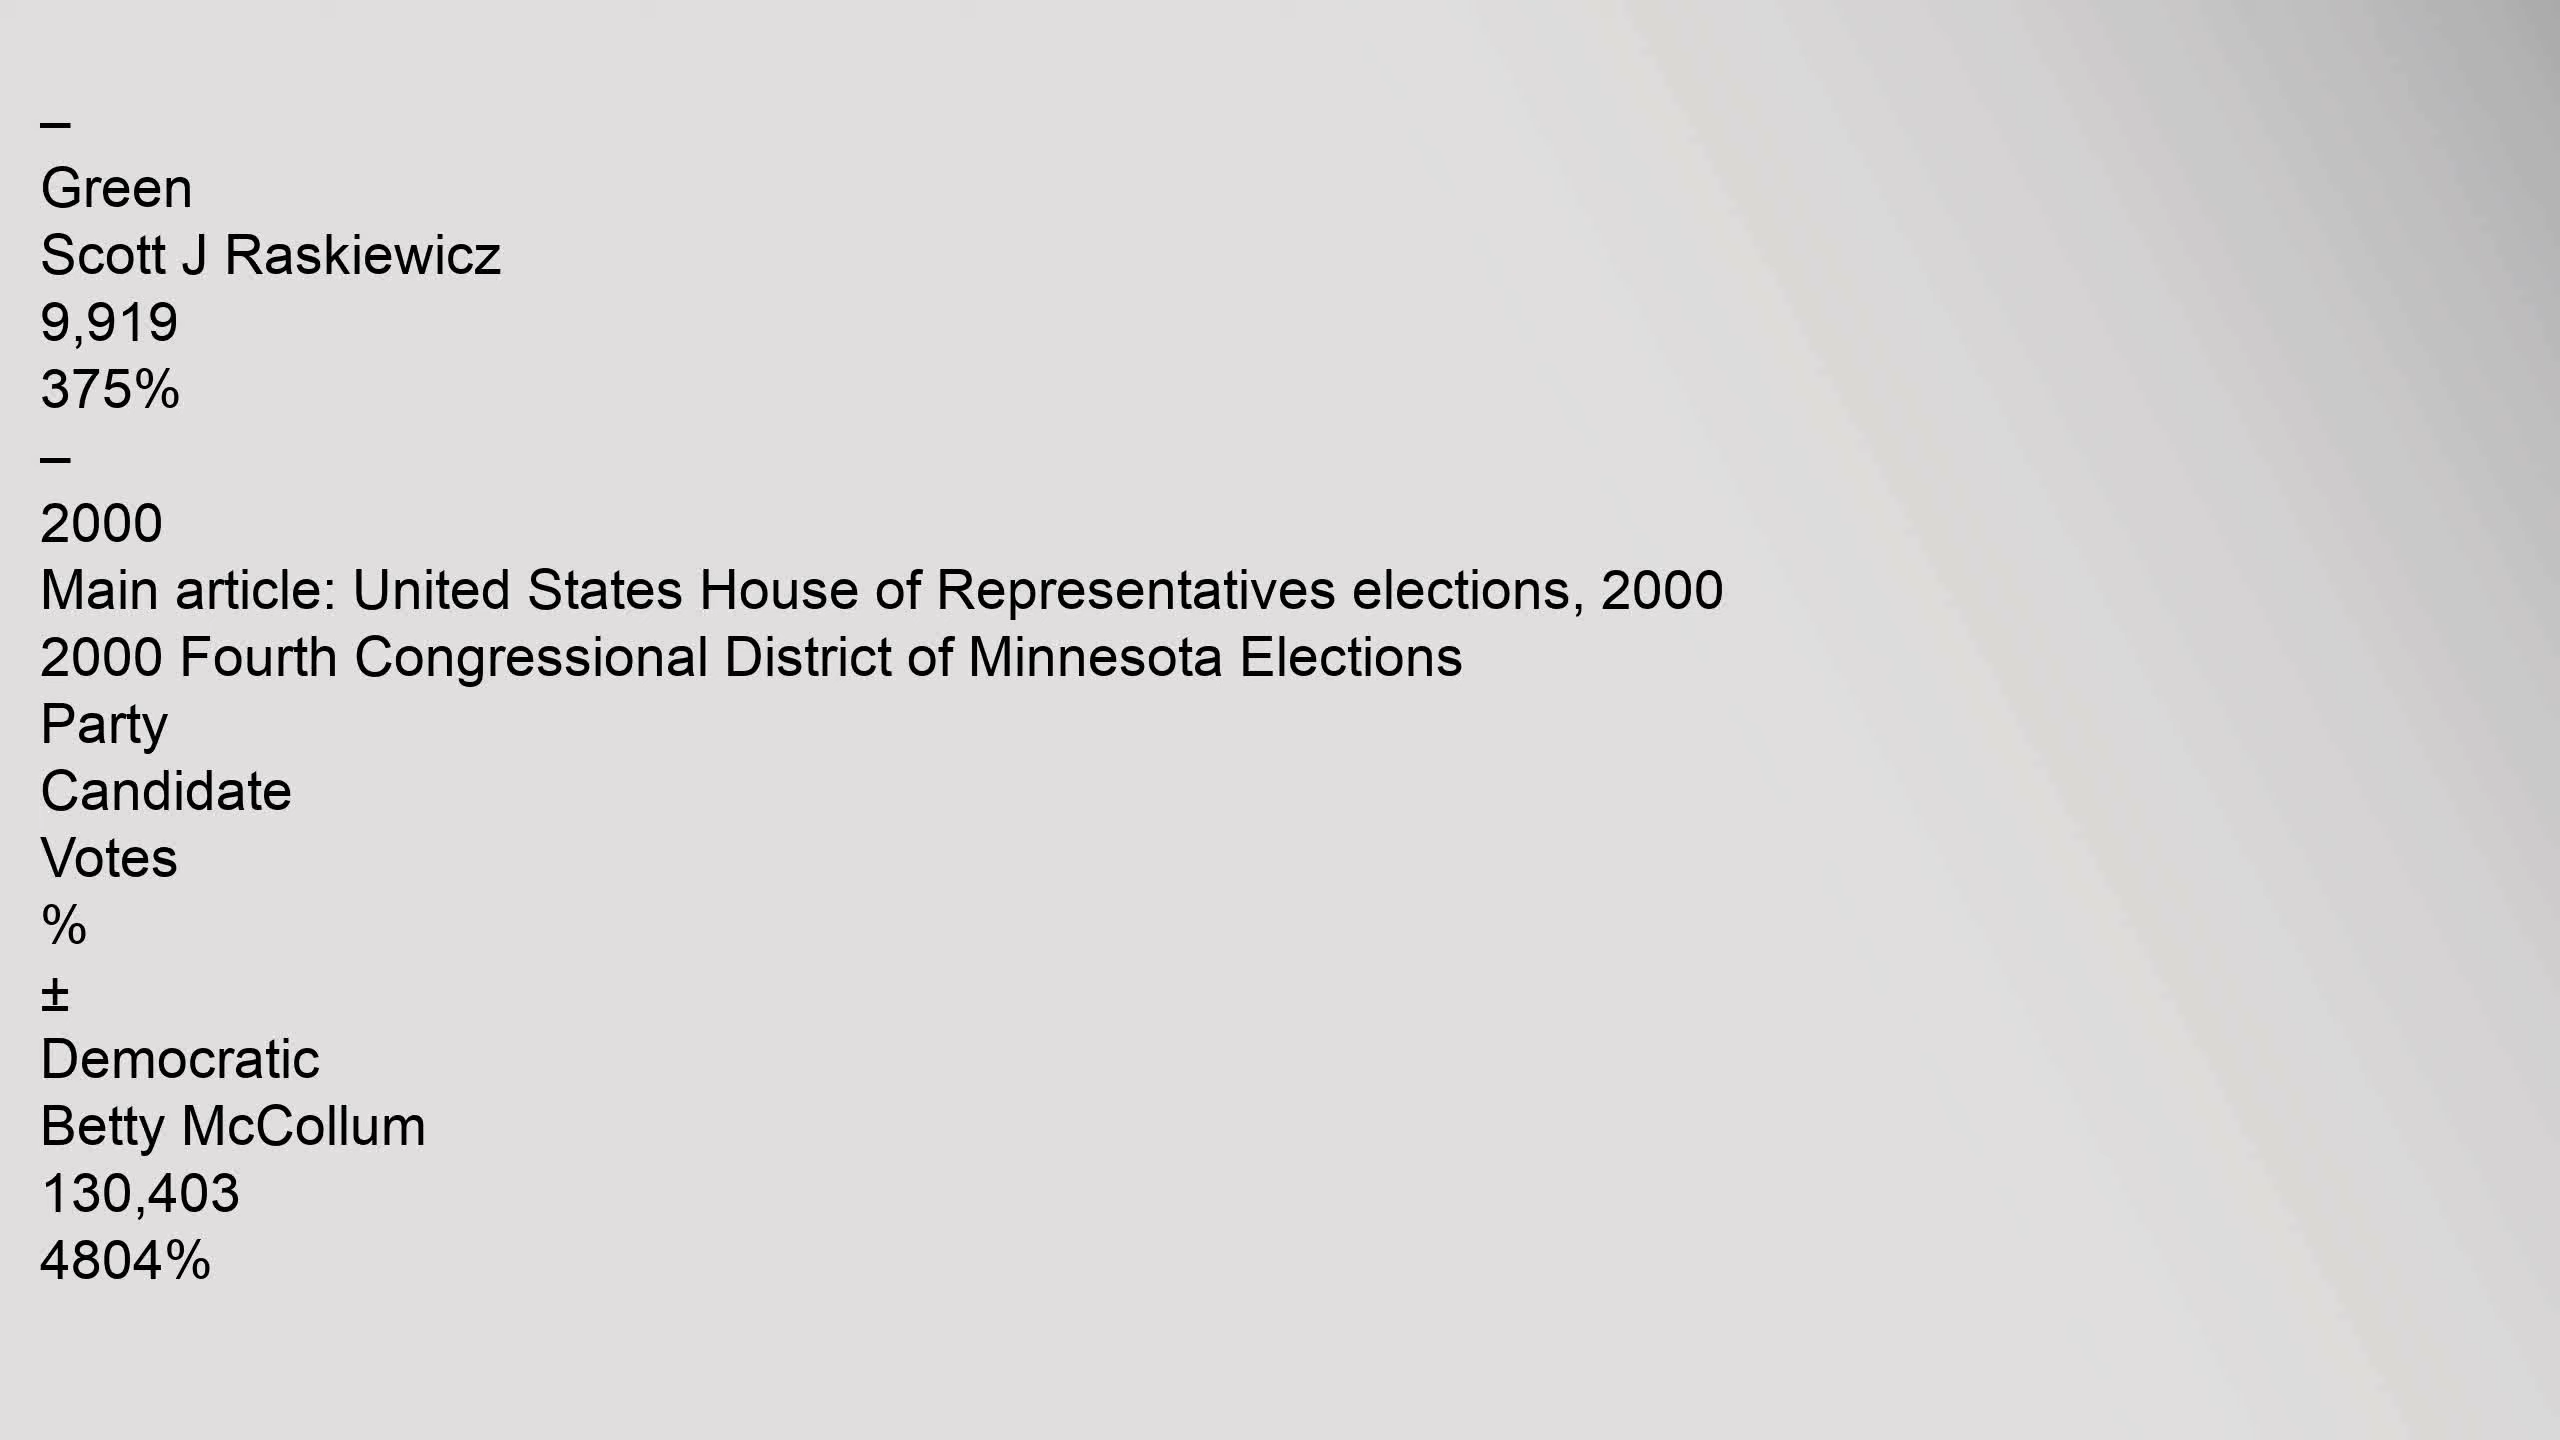 –
Green
Scott J Raskiewicz
9,919
375%
–
2000
Main article: United States House of Representatives elections, 2000
2000 Fourth Congressional District of Minnesota Elections
Party
Candidate
Votes
%
±
Democratic
Betty McCollum
130,403
4804%